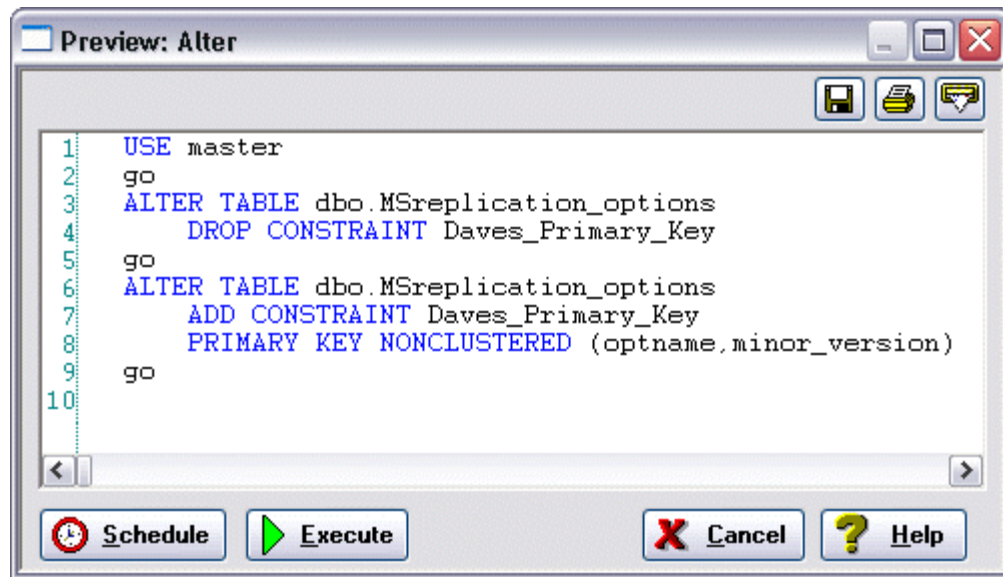 Preview: Alter
1 USE master
2 go
3 ALTER TABLE dbo.MSreplication_options
4 DROP CONSTRAINT Daves_Primary_Key
5 go
6 ALTER TABLE dbo.MSreplication_options
7 ADD CONSTRAINT Daves_Primary_Key
8 PRIMARY KEY NONCLUSTERED (optname,minor_version)
9 go
10
Schedule Execute Cancel Help